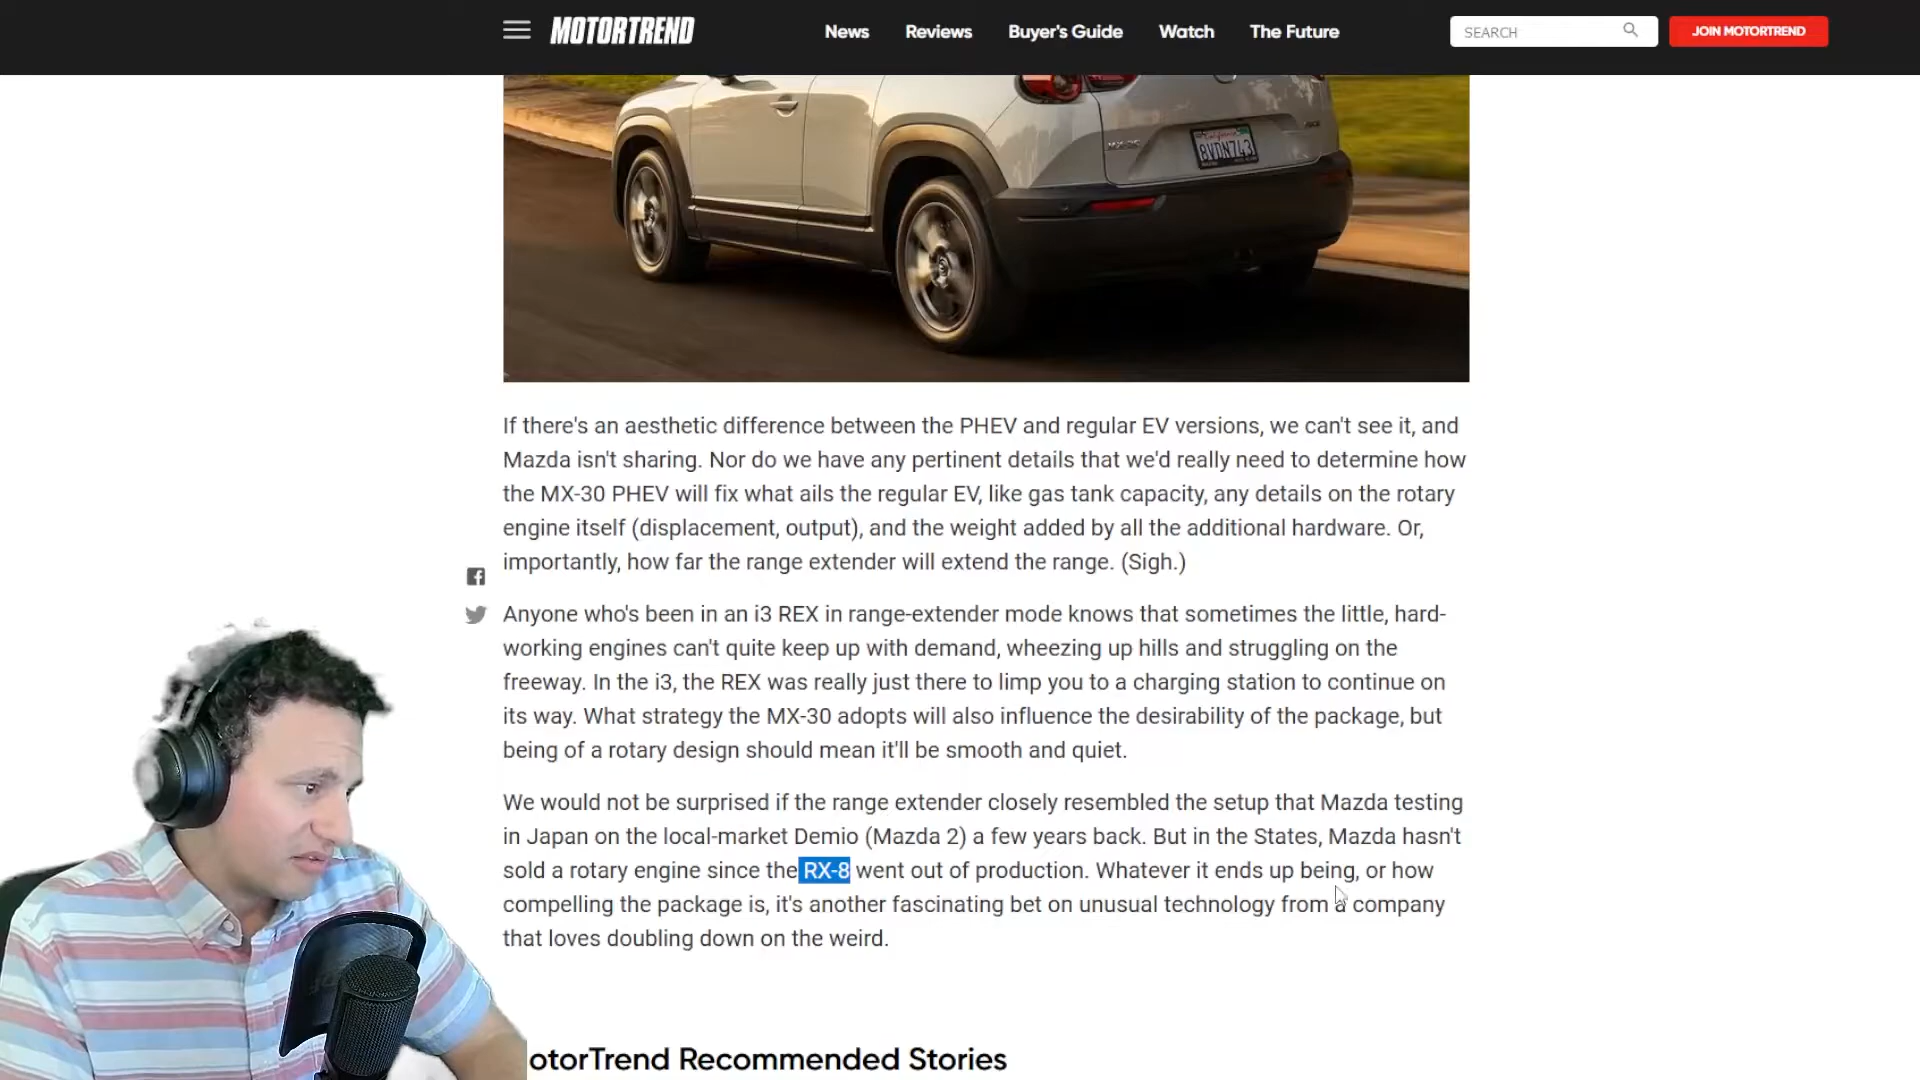 MOTORTREND
News
Reviews
Buyer's Guide
Watch
The Future
SEARCH
JOIN MOTORTREND
MX-30
California
8VDN743
If there's an aesthetic difference between the PHEV and regular EV versions, we can't see it, and
Mazda isn't sharing. Nor do we have any pertinent details that we'd really need to determine how
the MX-30 PHEV will fix what ails the regular EV, like gas tank capacity, any details on the rotary
engine itself (displacement, output), and the weight added by all the additional hardware. Or,
importantly, how far the range extender will extend the range. (Sigh.)
Anyone who's been in an i3 REX in range-extender mode knows that sometimes the little, hard-
working engines can't quite keep up with demand, wheezing up hills and struggling on the
freeway. In the i3, the REX was really just there to limp you to a charging station to continue on
its way. What strategy the MX-30 adopts will also influence the desirability of the package, but
being of a rotary design should mean it'll be smooth and quiet.
We would not be surprised if the range extender closely resembled the setup that Mazda testing
in Japan on the local-market Demio (Mazda 2) a few years back. But in the States, Mazda hasn't
sold a rotary engine since the RX-8 went out of production. Whatever it ends up being, or how
compelling the package is, it's another fascinating bet on unusual technology from a company
that loves doubling down on the weird.
otorTrend Recommended Stories